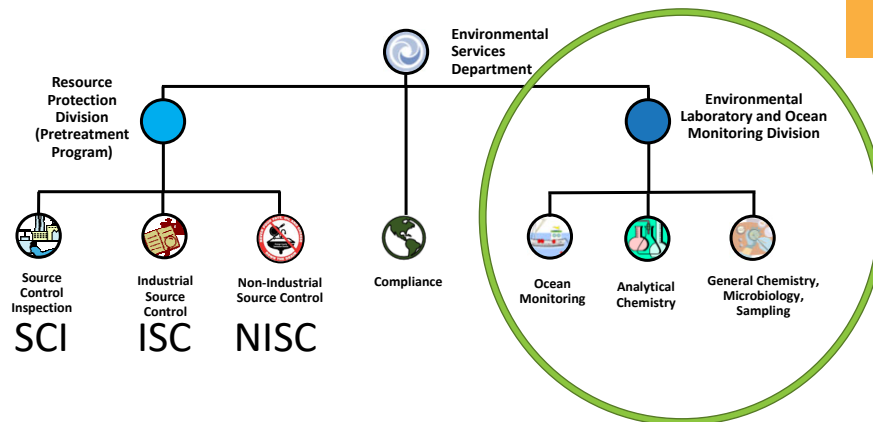 Environmental
Services
Department
Resource
Protection
Division
(Pretreatment
Program)
Environmental
Laboratory and Ocean
Monitoring Division
Source
Control
Inspection
SCI
Industrial
Source
Control
ISC
Non-Industrial
Source Control
NISC
Compliance
Ocean
Monitoring
Analytical
Chemistry
General Chemistry,
Microbiology,
Sampling